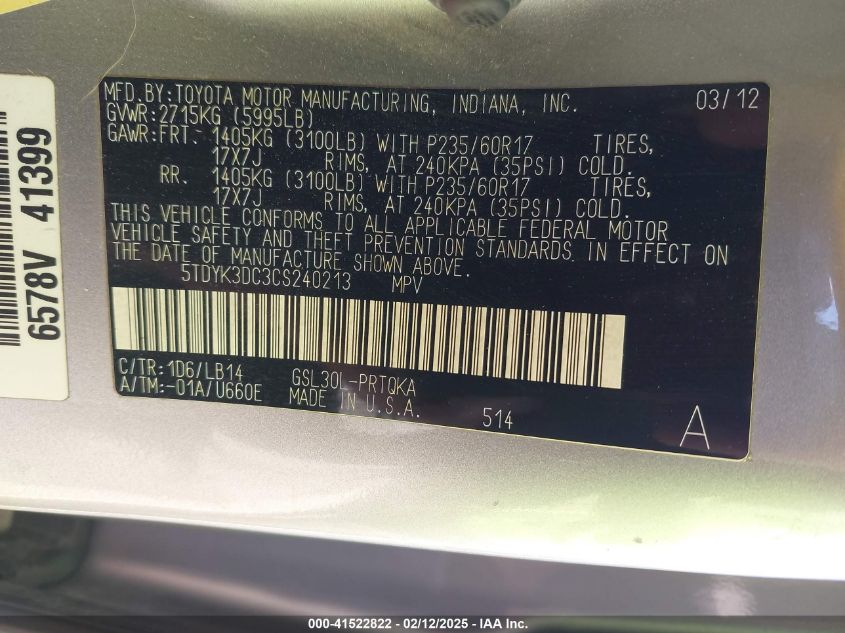 MFD.BY:TOYOTA MOTOR MANUFACTURING, INDIANA, INC. 03/12
GVWR:2715KG (5995LB)
GAWR:FRT. 1405KG (3100LB) WITH P235/60R17 TIRES,
17X7J RIMS, AT 240KPA (35PSI) COLD.
RR. 1405KG (3100LB) WITH P235/60R17 TIRES,
17X7J RIMS, AT 240KPA (35PSI) COLD.
THIS VEHICLE CONFORMS TO ALL APPLICABLE FEDERAL MOTOR
VEHICLE SAFETY AND THEFT PREVENTION STANDARDS IN EFFECT ON
THE DATE OF MANUFACTURE SHOWN ABOVE.
5TDYK3DC3CS240213 MPV
C/TR:1D6/LB14 GSL30L-PRTQKA
A/TM:-01A/U660E MADE IN U.S.A.
514
A
6578V 41399
000-41522822 — 02/12/2025 — IAA Inc.